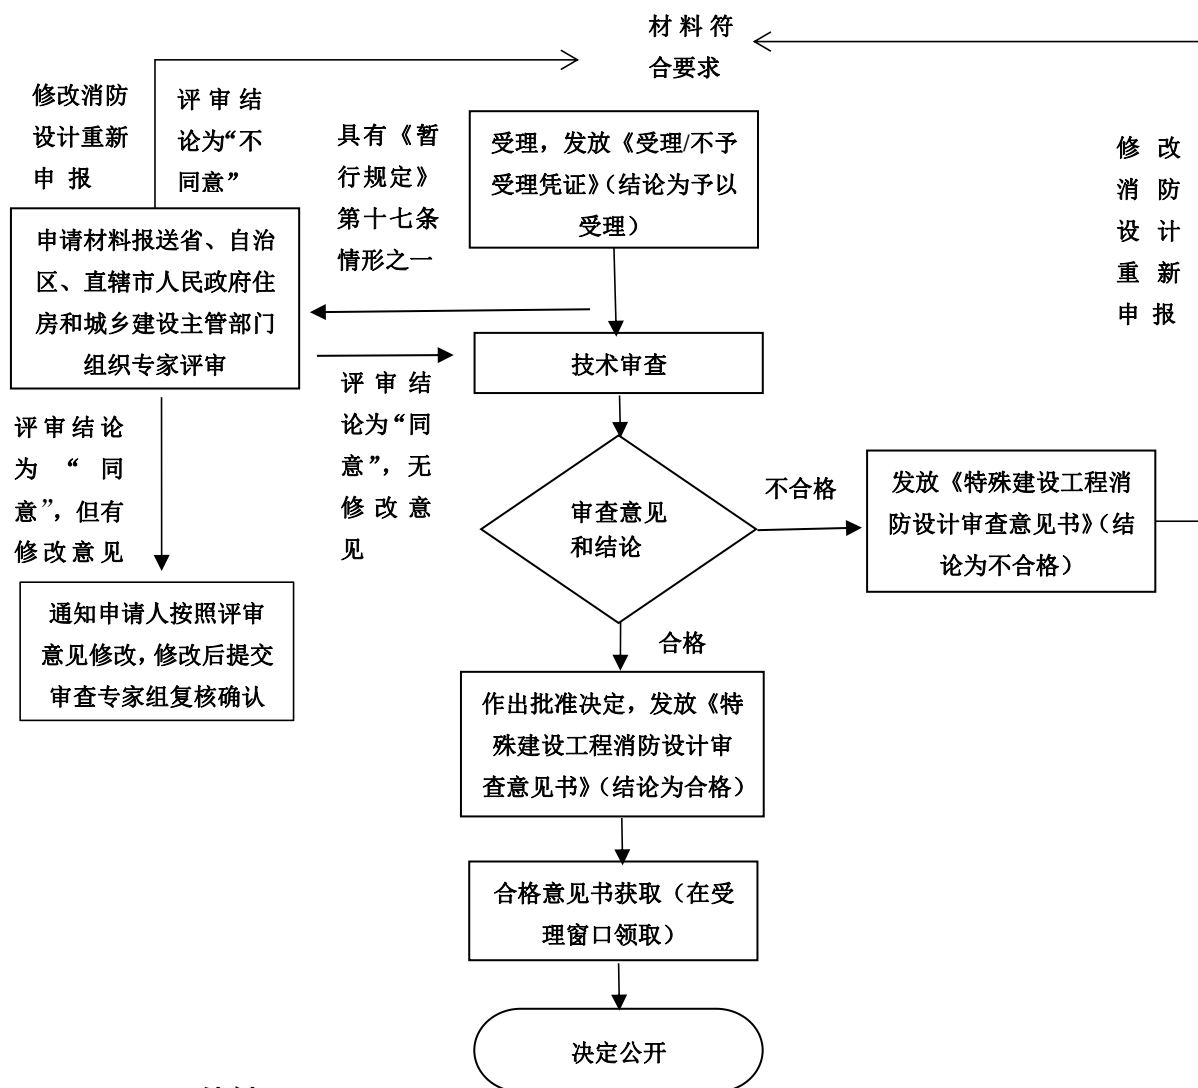 材料符
合要求
修改消防
设计重新
申报
评审结
论为“不
同意”
具有《暂
行规定》
第十七条
情形之一
受理，发放《受理/不予
受理凭证》（结论为予以
受理）
修改
消防
设计
重新
申报
申请材料报送省、自治
区、直辖市人民政府住
房和城乡建设主管部门
组织专家评审
技术审查
评审结
论为“同
意”，无
修改意
见
评审结论
为“同
意”，但有
修改意见
审查意见
和结论
不合格
发放《特殊建设工程消
防设计审查意见书》（结
论为不合格）
通知申请人按照评审
意见修改，修改后提交
审查专家组复核确认
合格
作出批准决定，发放《特
殊建设工程消防设计审
查意见书》（结论为合格）
合格意见书获取（在受
理窗口领取）
决定公开